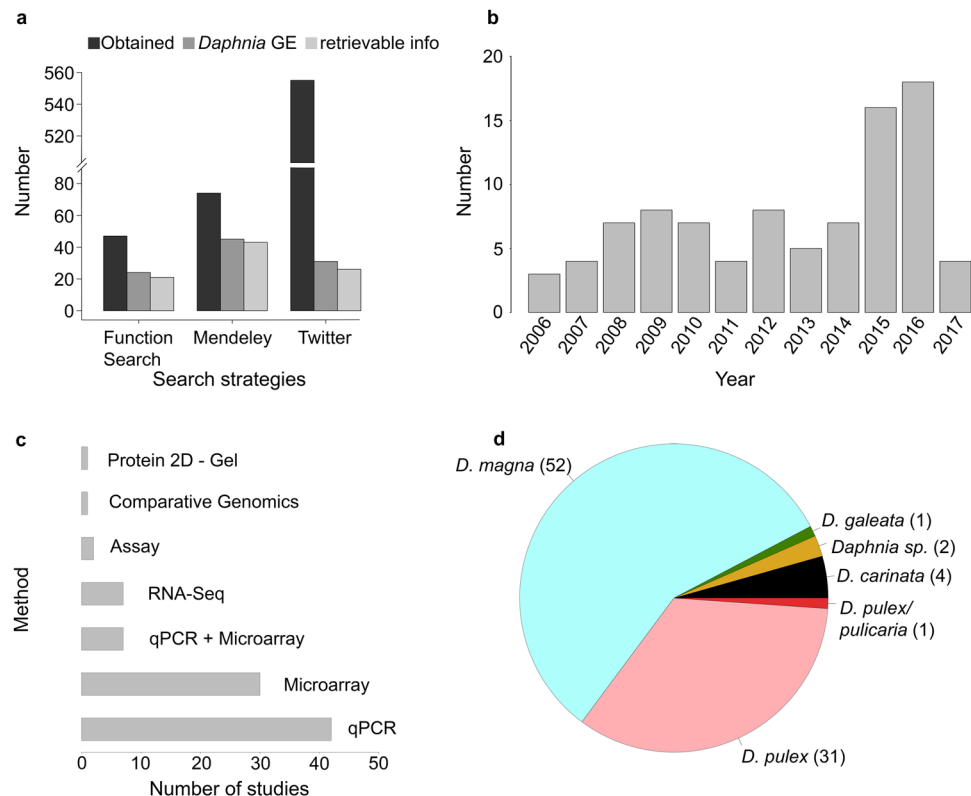 a
Obtained Daphnia GE retrievable info
560
540
520
80
60
40
20
0
Number
Function
Search
Mendeley
Twitter
Search strategies
b
20
15
10
5
0
Number
2006
2007
2008
2009
2010
2011
2012
2013
2014
2015
2016
2017
Year
c
Protein 2D - Gel
Comparative Genomics
Assay
RNA-Seq
qPCR + Microarray
Microarray
qPCR
Method
0 10 20 30 40 50
Number of studies
d
D. magna (52)
D. galeata (1)
Daphnia sp. (2)
D. carinata (4)
D. pulex/
pulicaria (1)
D. pulex (31)